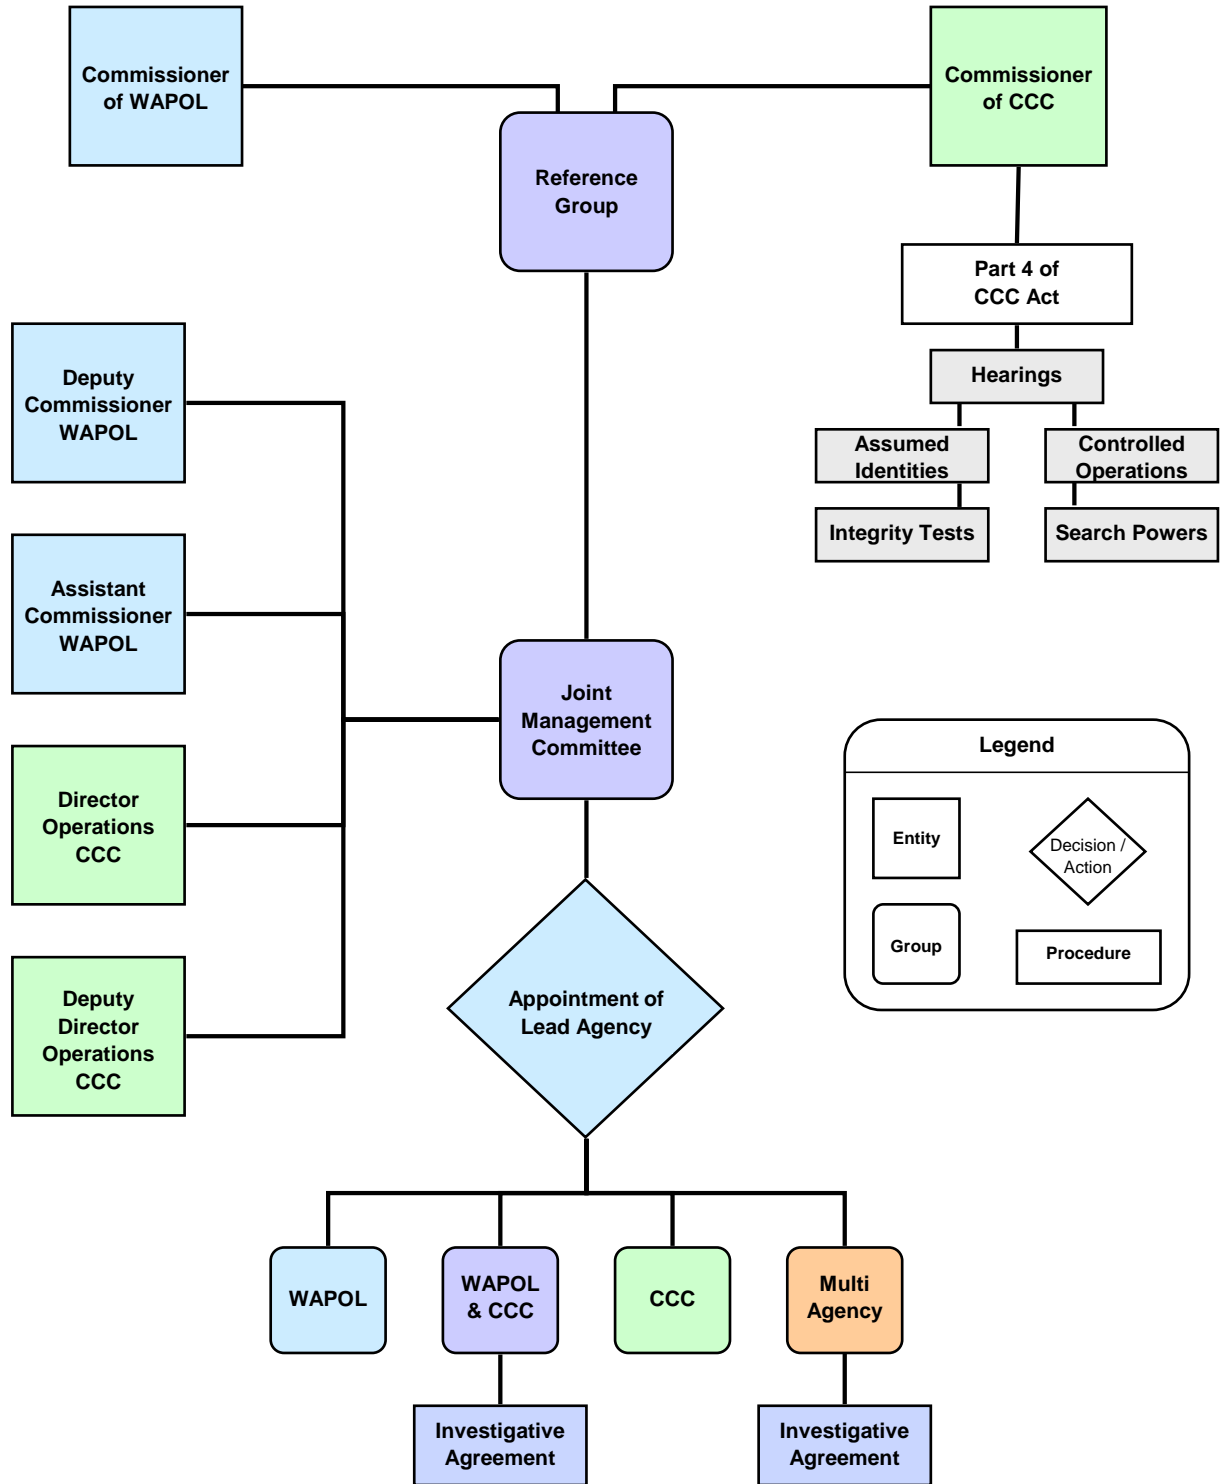 Commissioner
of WAPOL
Commissioner
of CCC
Reference
Group
Part 4 of
CCC Act
Hearings
Assumed
Identities
Controlled
Operations
Integrity Tests
Search Powers
Deputy
Commissioner
WAPOL
Assistant
Commissioner
WAPOL
Director
Operations
CCC
Deputy
Director
Operations
CCC
Joint
Management
Committee
Legend
Entity
Decision /
Action
Group
Procedure
Appointment of
Lead Agency
WAPOL
WAPOL
& CCC
CCC
Multi
Agency
Investigative
Agreement
Investigative
Agreement